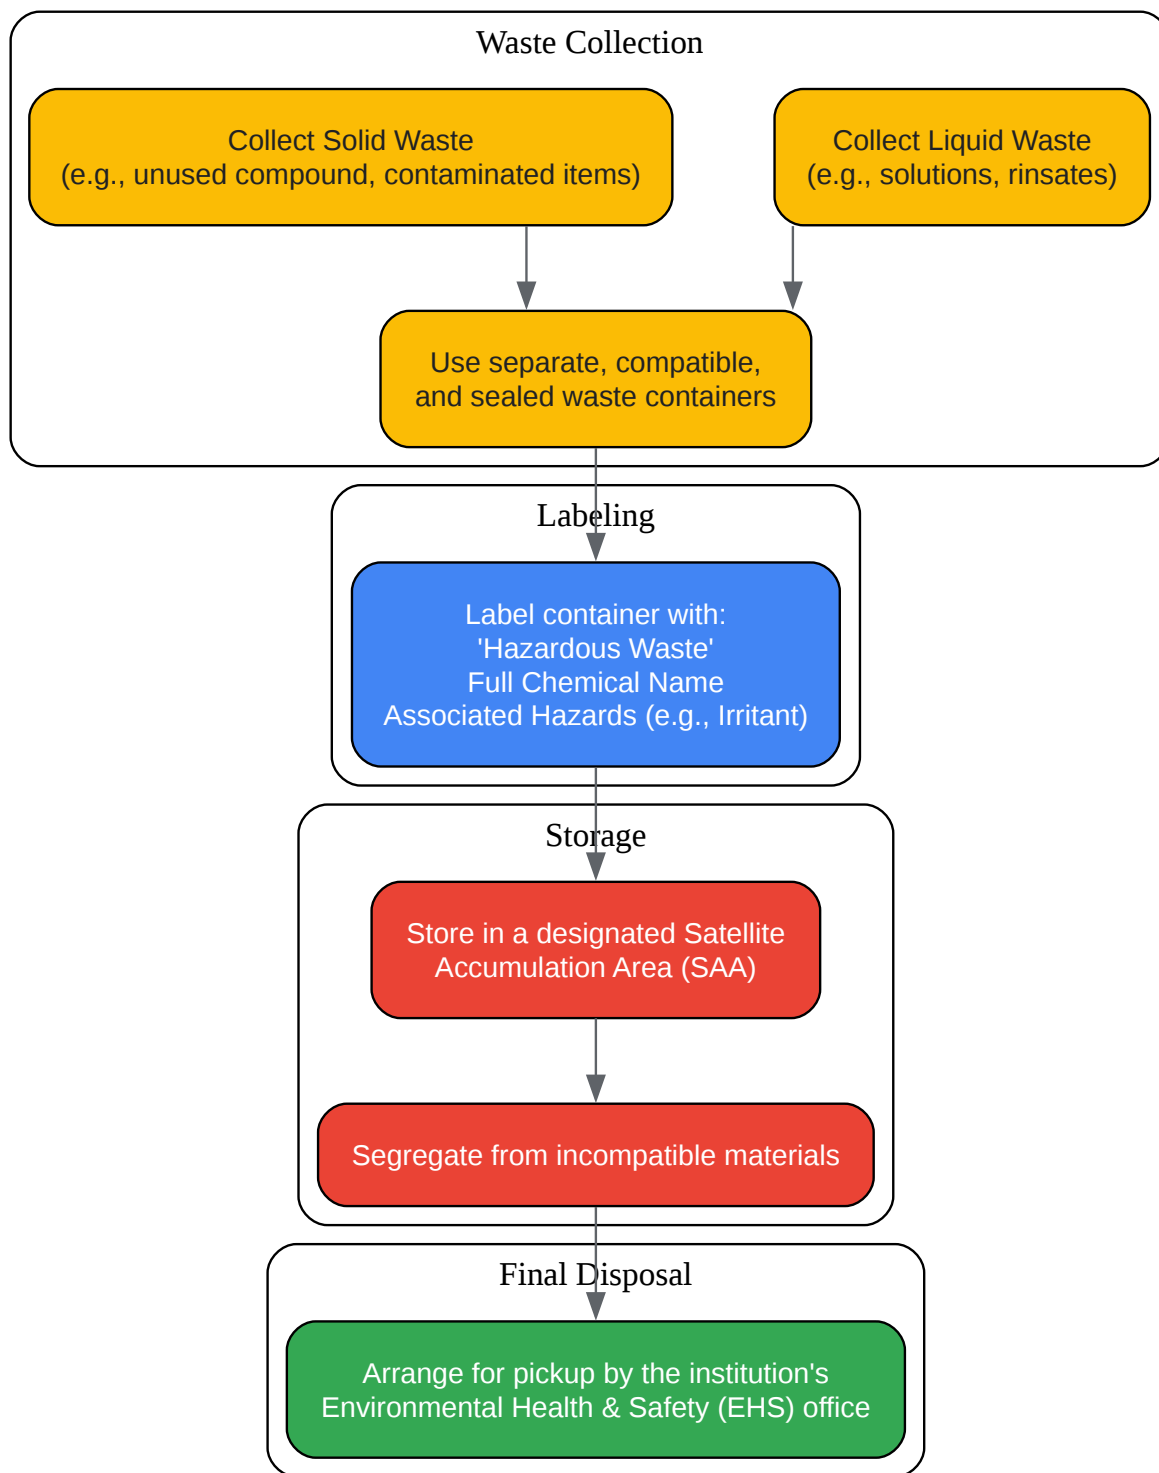 Waste Collection
Collect Solid Waste
(e.g., unused compound, contaminated items)
Collect Liquid Waste
(e.g., solutions, rinsates)
Use separate, compatible,
and sealed waste containers
Labeling
Label container with:
'Hazardous Waste'
Full Chemical Name
Associated Hazards (e.g., Irritant)
Storage
Store in a designated Satellite
Accumulation Area (SAA)
Segregate from incompatible materials
Final Disposal
Arrange for pickup by the institution's
Environmental Health & Safety (EHS) office